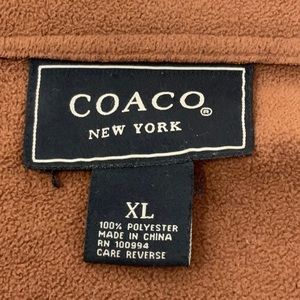 COACO®
NEW YORK
XL
100% POLYESTER
MADE IN CHINA
RN 100994
CARE REVERSE